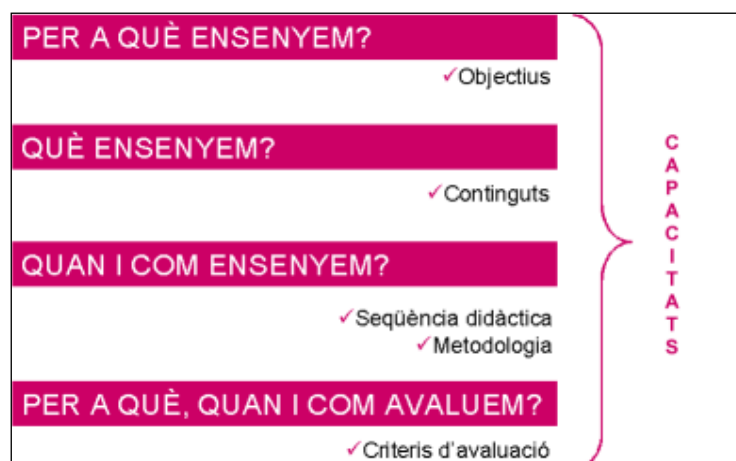 PER A QUÈ ENSENYEM?
✓Objectius
QUÈ ENSENYEM?
✓Continguts
QUAN I COM ENSENYEM?
✓Seqüència didàctica
✓Metodologia
PER A QUÈ, QUAN I COM AVALUEM?
✓Criteris d'avaluació
CAPACITATS